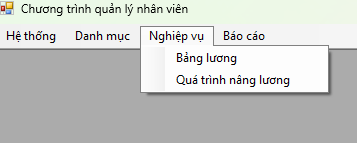 Chương trình quản lý nhân viên
Hệ thống Danh mục Nghiệp vụ Báo cáo
Bảng lương
Quá trình nâng lương